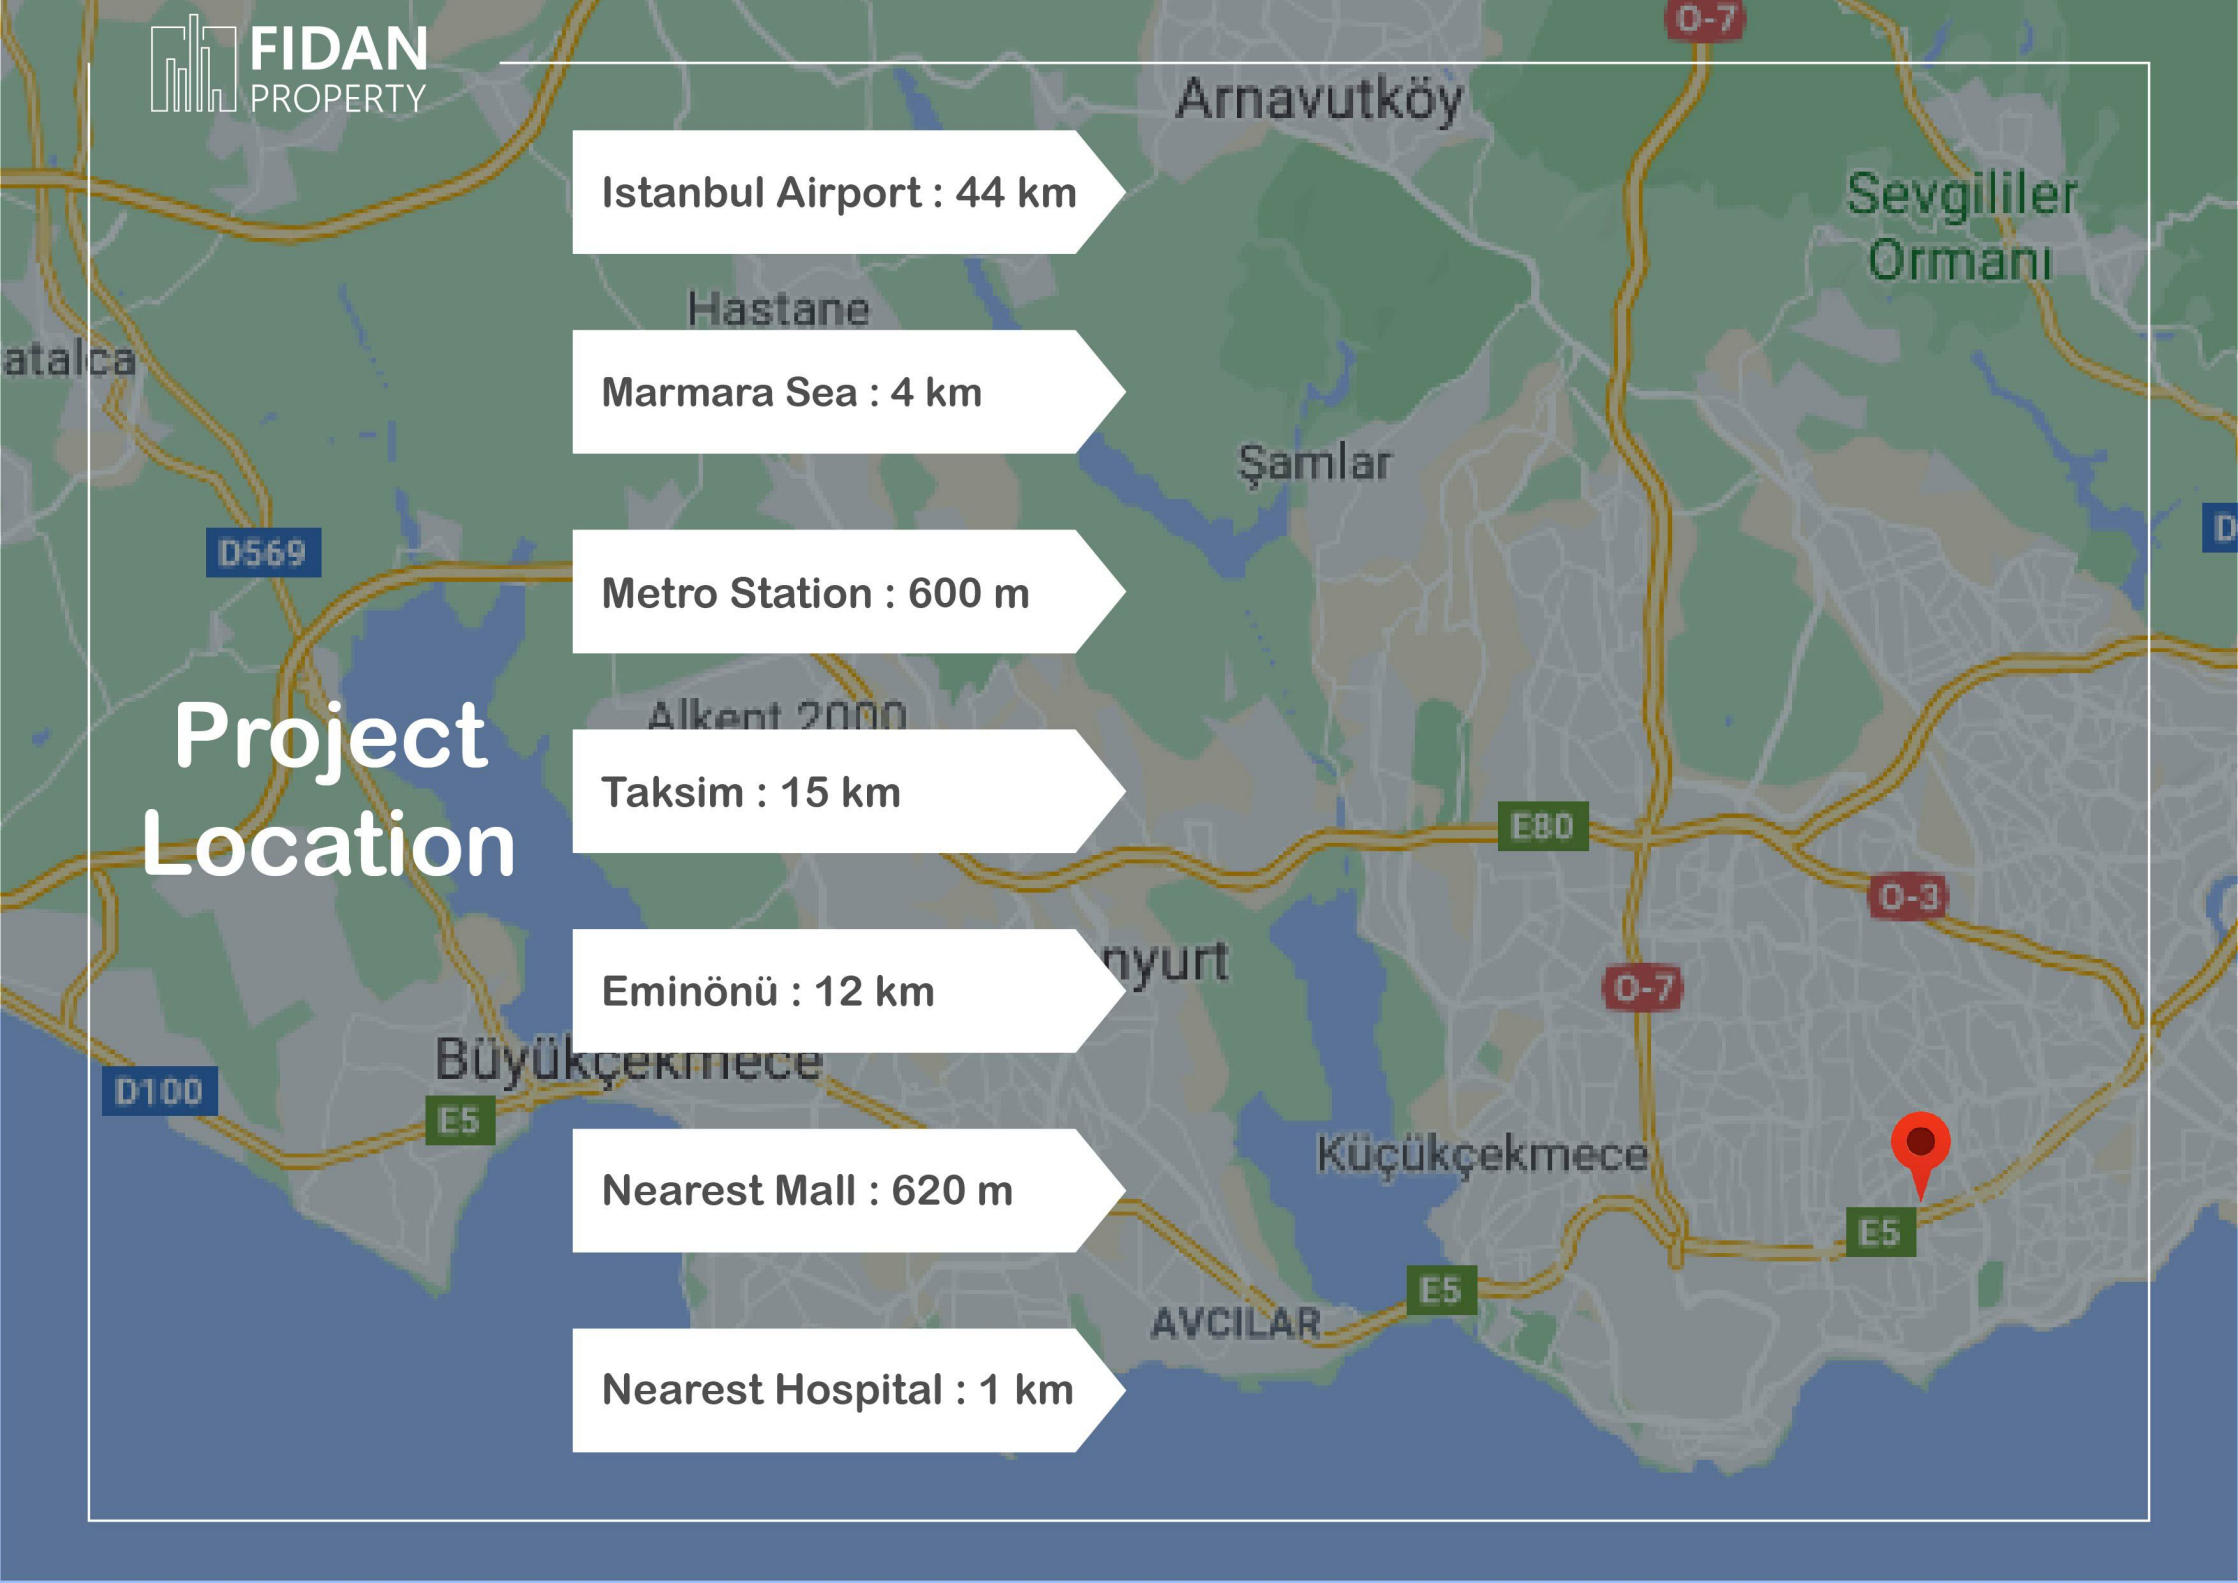 FIDAN
PROPERTY
O-7
Arnavutköy
Istanbul Airport : 44 km
Sevgililer
Ormanı
Hastane
atalca
Marmara Sea : 4 km
Şamlar
D569
D
Metro Station : 600 m
Project
Location
Alkent 2000
Taksim : 15 km
E80
O-3
nyurt
Eminönü : 12 km
O-7
Büyükçekmece
D100
E5
Küçükçekmece
Nearest Mall : 620 m
E5
E5
AVCILAR
Nearest Hospital : 1 km